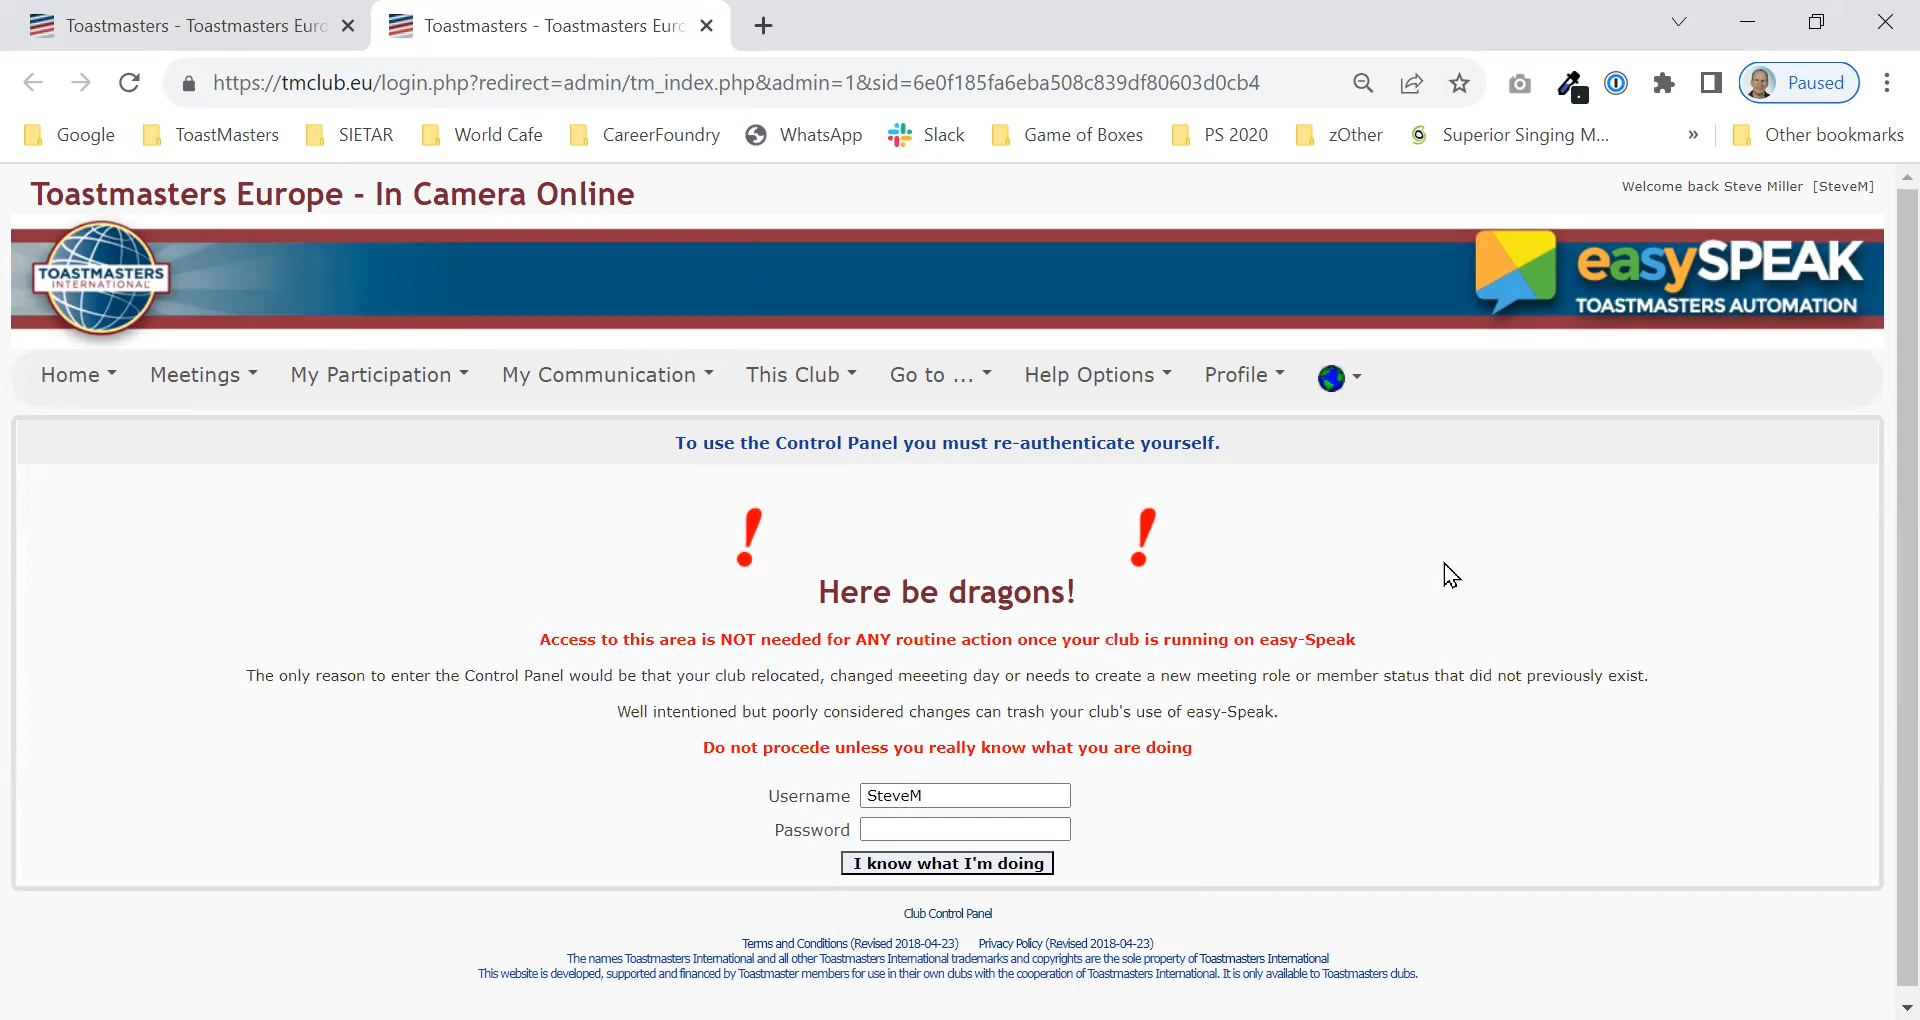 Toastmasters - Toastmasters Euro
Toastmasters - Toastmasters Euro
https://tmclub.eu/login.php?redirect=admin/tm_index.php&admin=1&sid=6e0f185fa6eba508c839df80603d0cb4
Paused
Google ToastMasters SIETAR World Cafe CareerFoundry WhatsApp Slack Game of Boxes PS 2020 zOther Superior Singing M... » Other bookmarks
Toastmasters Europe - In Camera Online
Welcome back Steve Miller [SteveM]
TOASTMASTERS
INTERNATIONAL
easySPEAK
TOASTMASTERS AUTOMATION
Home Meetings My Participation My Communication This Club Go to ... Help Options Profile
To use the Control Panel you must re-authenticate yourself.
! !
Here be dragons!
Access to this area is NOT needed for ANY routine action once your club is running on easy-Speak
The only reason to enter the Control Panel would be that your club relocated, changed meeeting day or needs to create a new meeting role or member status that did not previously exist.
Well intentioned but poorly considered changes can trash your club's use of easy-Speak.
Do not procede unless you really know what you are doing
Username SteveM
Password
I know what I'm doing
Club Control Panel
Terms and Conditions (Revised 2018-04-23) Privacy Policy (Revised 2018-04-23)
The names Toastmasters International and all other Toastmasters International trademarks and copyrights are the sole property of Toastmasters International
This website is developed, supported and financed by Toastmaster members for use in their own clubs with the cooperation of Toastmasters International. It is only available to Toastmasters clubs.